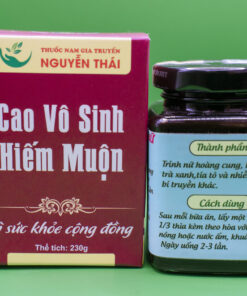 THUỐC NAM GIA TRUYỀN
NGUYỄN THÁI
Cao Vô Sinh
Hiếm Muộn
sức khỏe cộng đồng
Thể tích: 230g
Thành phần
Trinh nữ hoàng cung,
trà xanh,tía tô và nhiề
bí truyền khác.
Cách dùng
Sau mỗi bữa ăn, lấy một
1/3 thìa kèm theo hòa với
nóng hoặc nước ấm, khuấ
Ngày uống 2-3 lần.